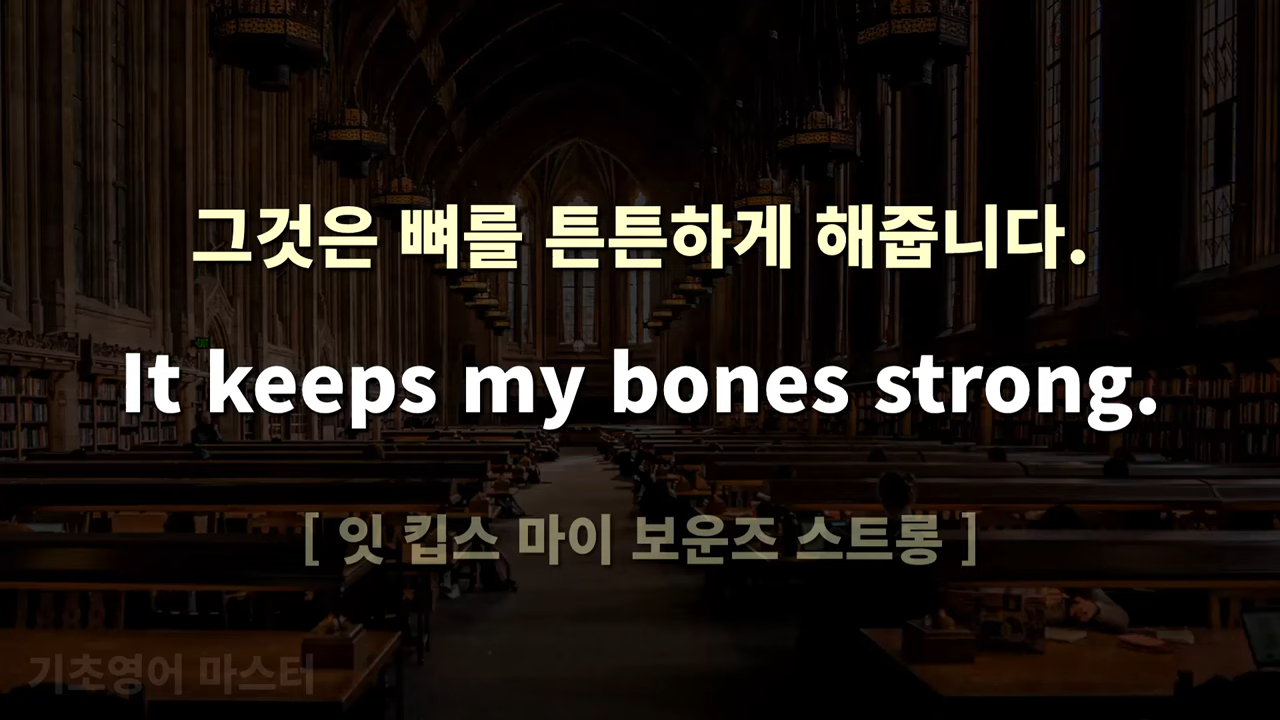 그것은 뼈를 튼튼하게 해줍니다.
It keeps my bones strong.
[ 잇 킵스 마이 보운즈 스트롱 ]
기초영어 마스터